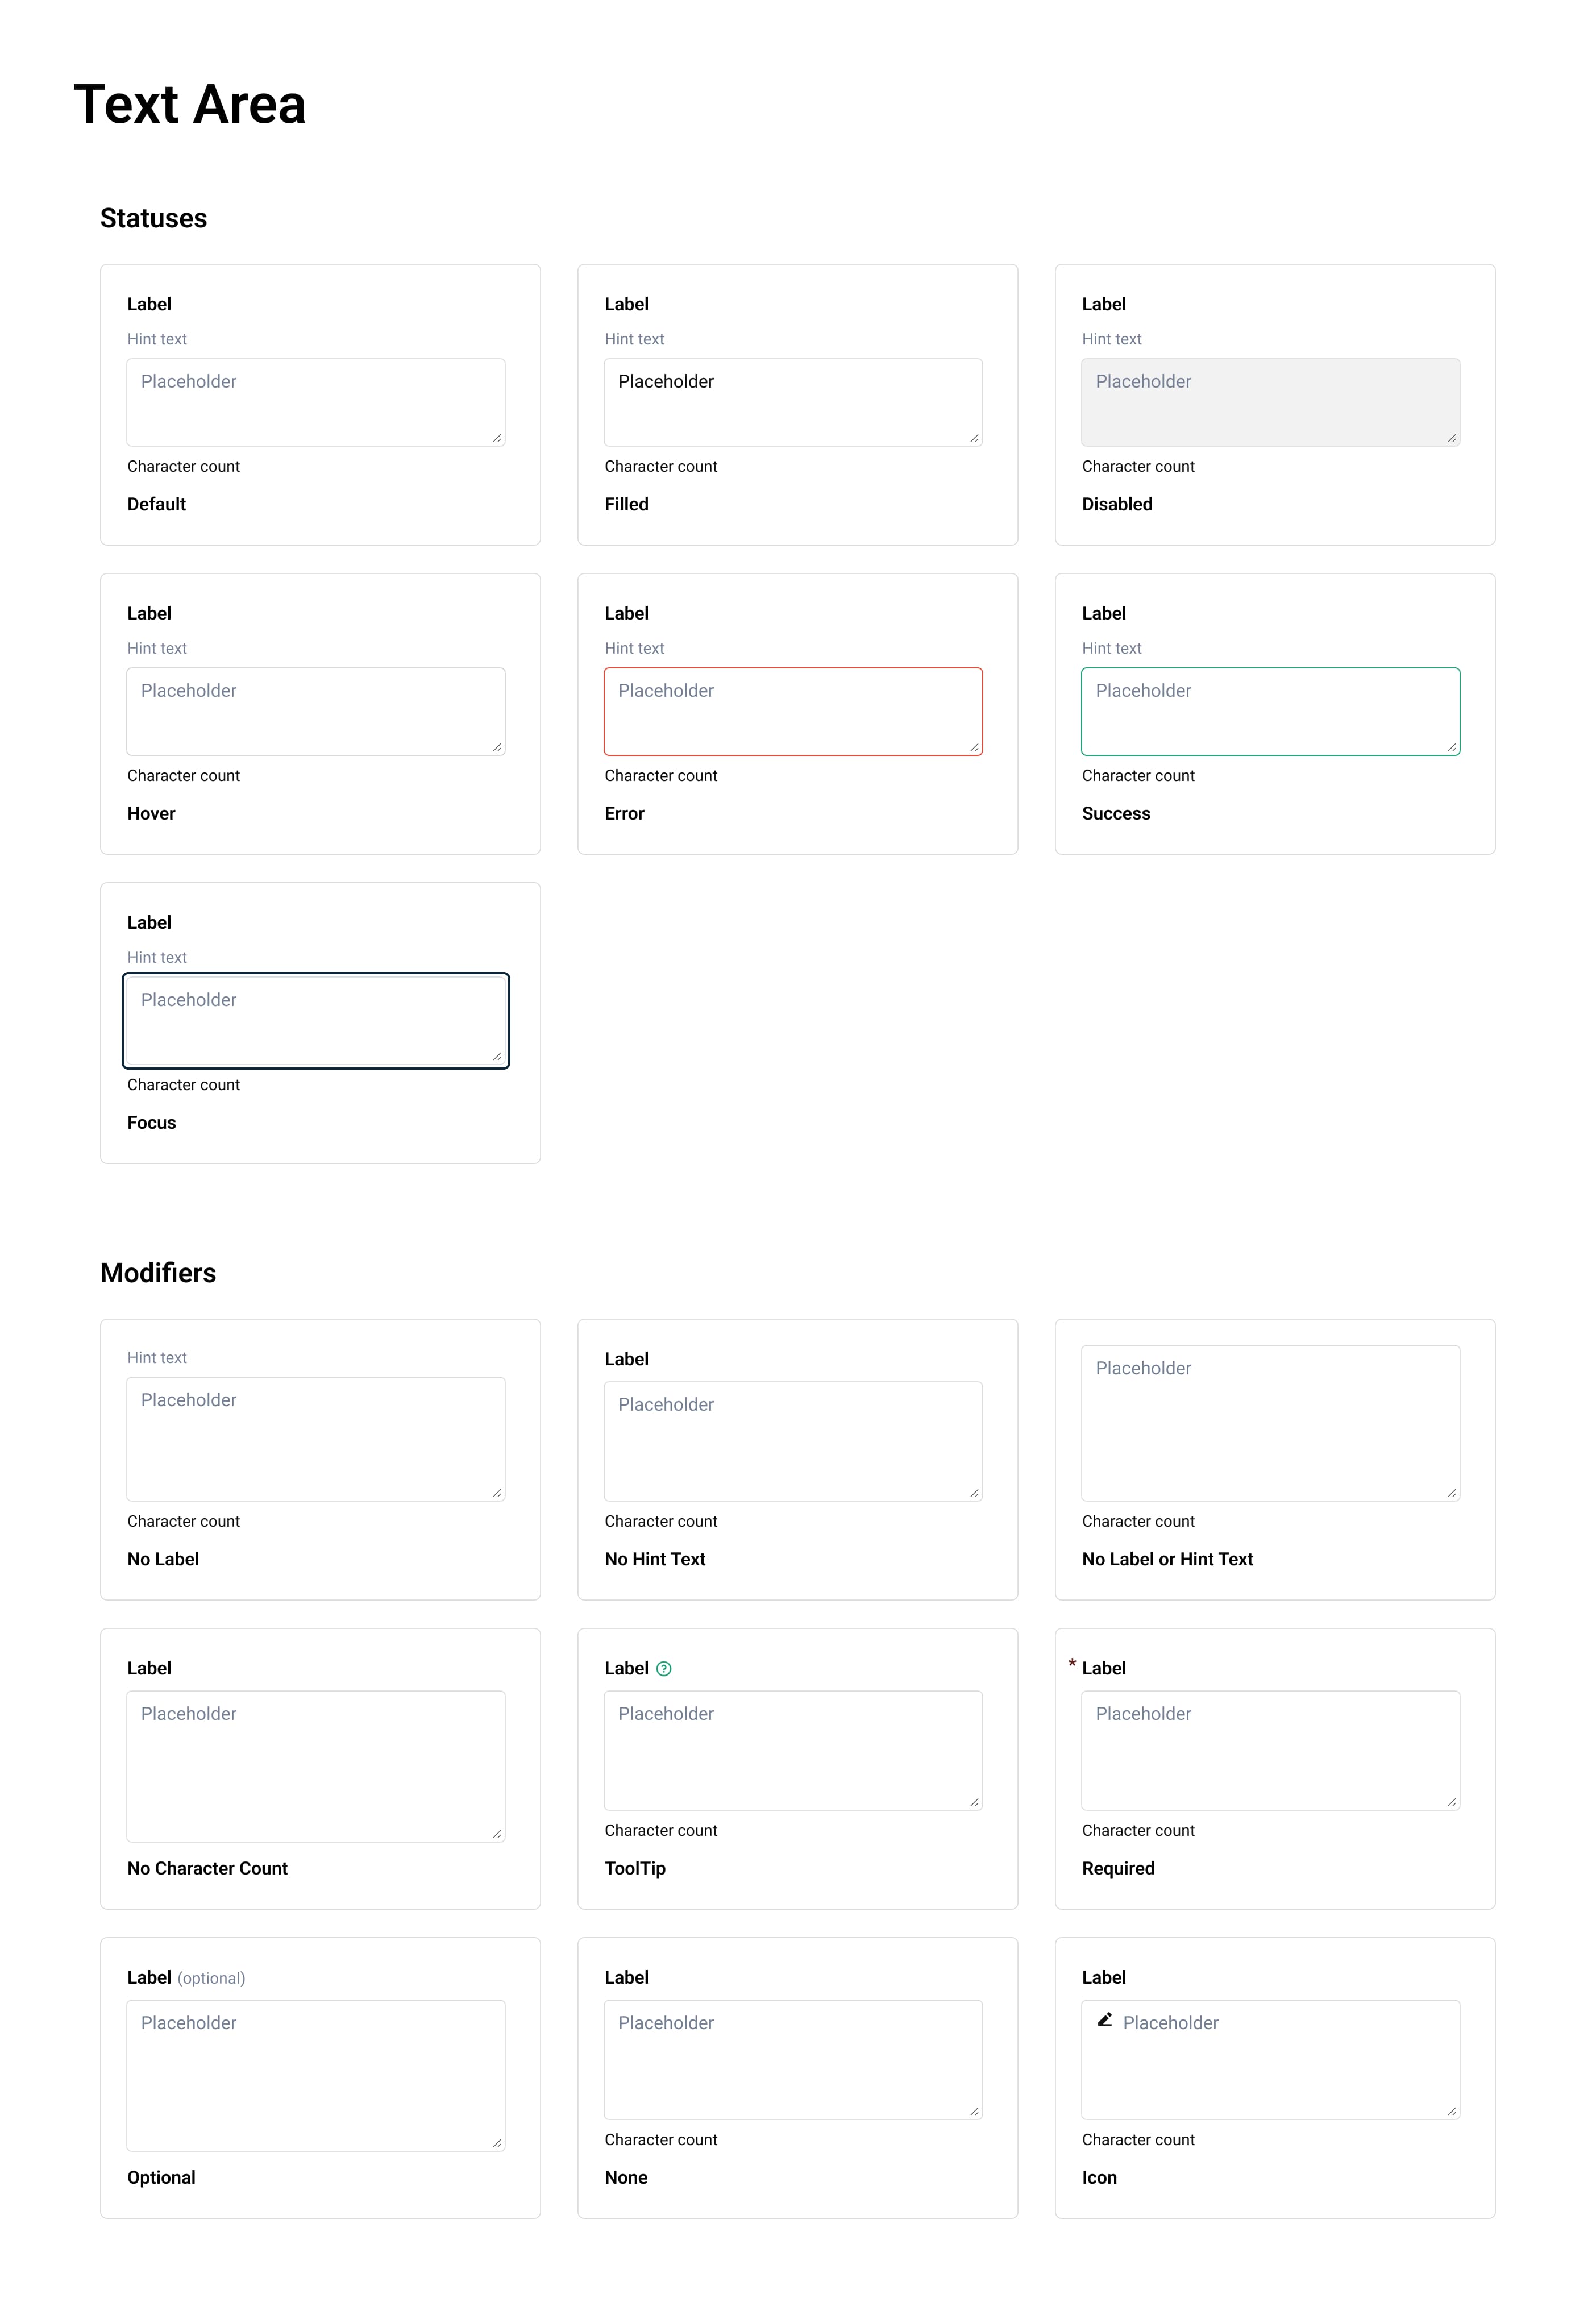 Text Area
Statuses
Label
Hint text
Placeholder
Character count
Default
Label
Hint text
Placeholder
Character count
Filled
Label
Hint text
Placeholder
Character count
Disabled
Label
Hint text
Placeholder
Character count
Hover
Label
Hint text
Placeholder
Character count
Error
Label
Hint text
Placeholder
Character count
Success
Label
Hint text
Placeholder
Character count
Focus
Modifiers
Hint text
Placeholder
Character count
No Label
Label
Placeholder
Character count
No Hint Text
Placeholder
Character count
No Label or Hint Text
Label
Placeholder
No Character Count
Label ?
Placeholder
Character count
ToolTip
* Label
Placeholder
Character count
Required
Label (optional)
Placeholder
Optional
Label
Placeholder
Character count
None
Label
Placeholder
Character count
Icon